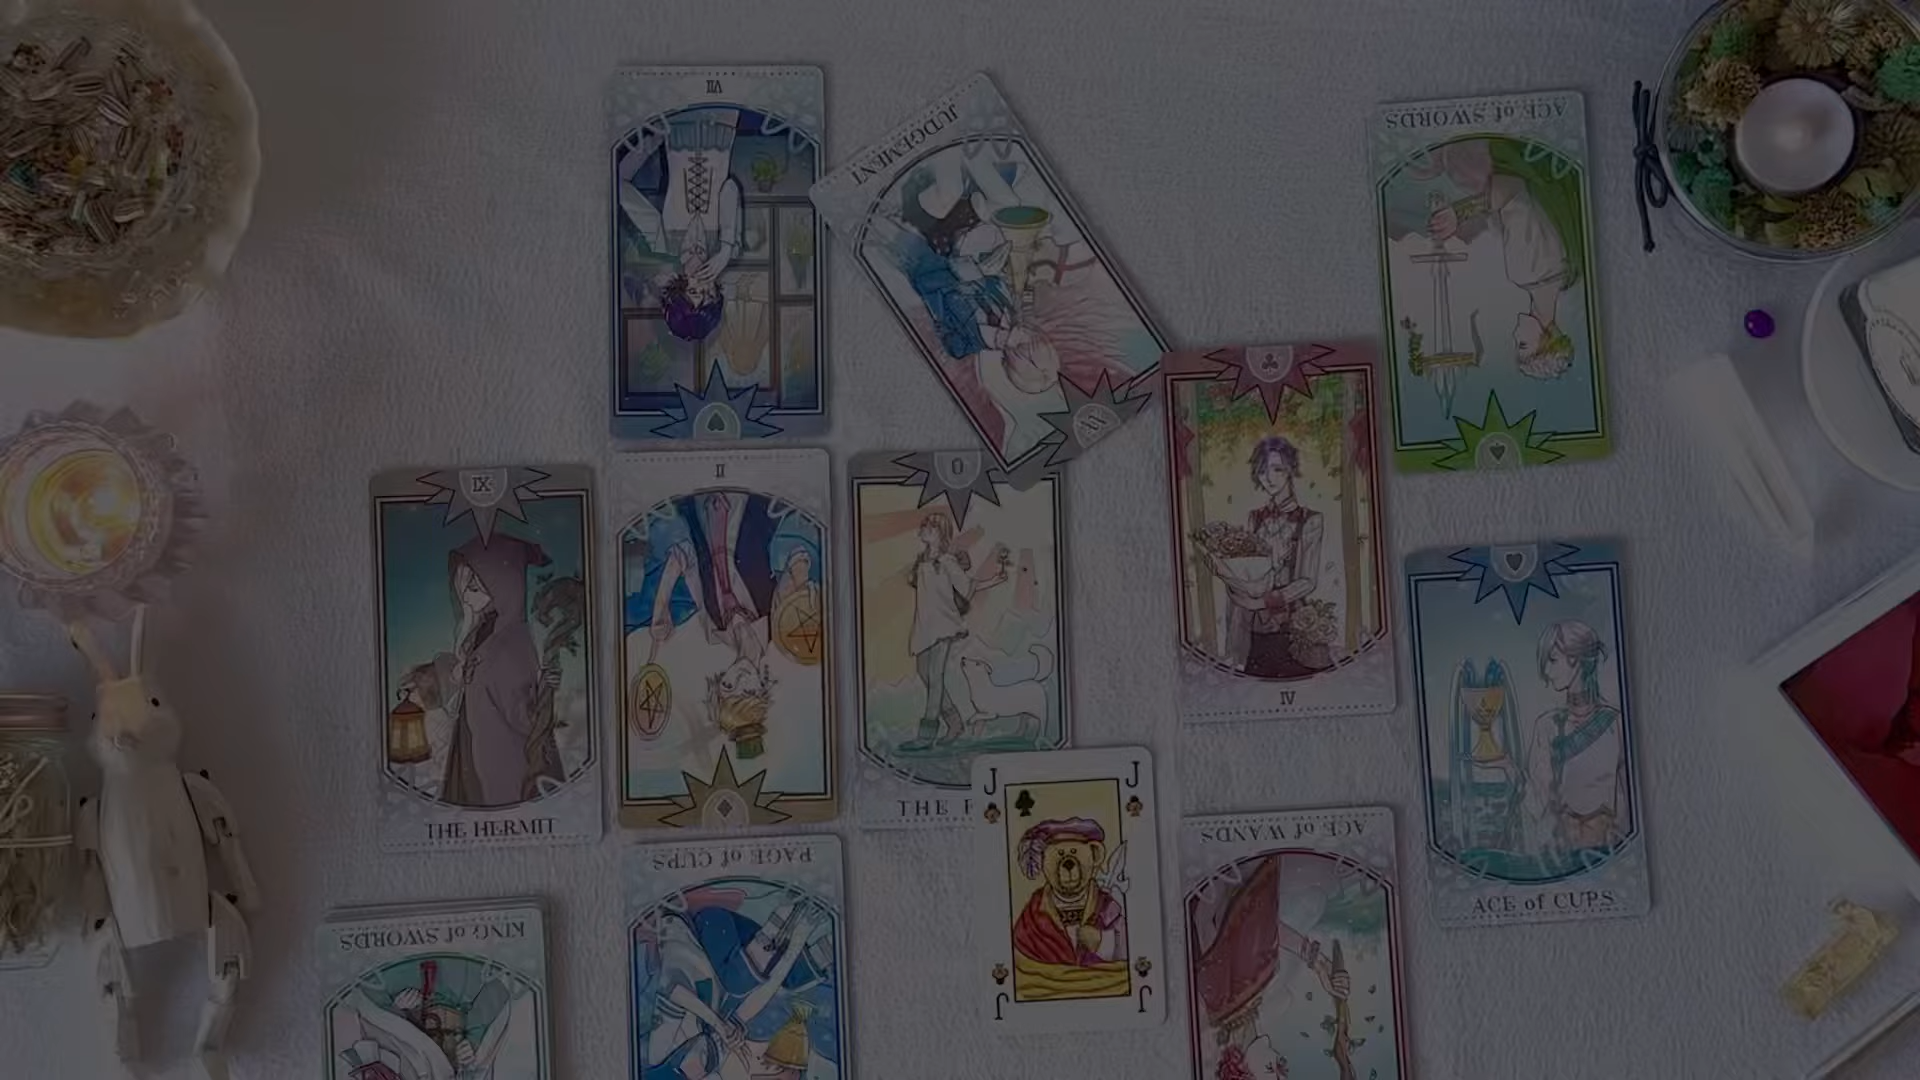 VII
JUDGEMENT
ACE of SWORDS
IX
THE HERMIT
II
0
THE F
IV
ACE of CUPS
J
J
J
J
ACE of WANDS
PAGE of CUPS
KING of SWORDS